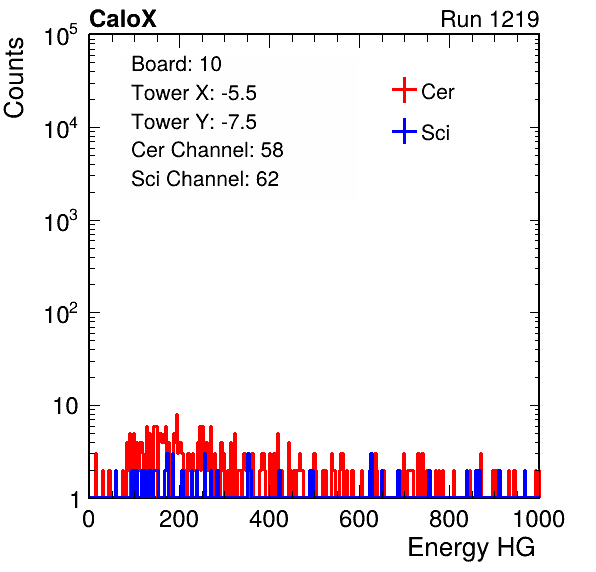 CaloX Run 1219
Counts
10^5
10^4
10^3
10^2
10
1
Board: 10
Tower X: -5.5
Tower Y: -7.5
Cer Channel: 58
Sci Channel: 62
Cer
Sci
0 200 400 600 800 1000
Energy HG